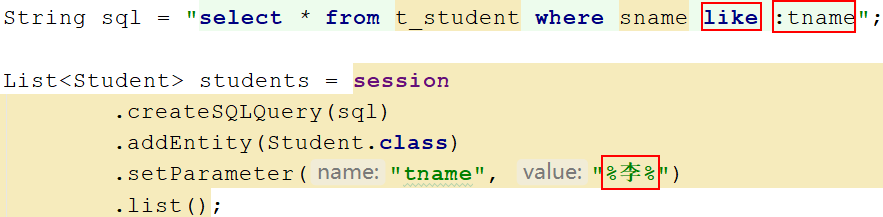 String sql = "select * from t_student where sname like :tname";
List<Student> students = session
.createSQLQuery(sql)
.addEntity(Student.class)
.setParameter( name: "tname", value: "%李%")
.list();